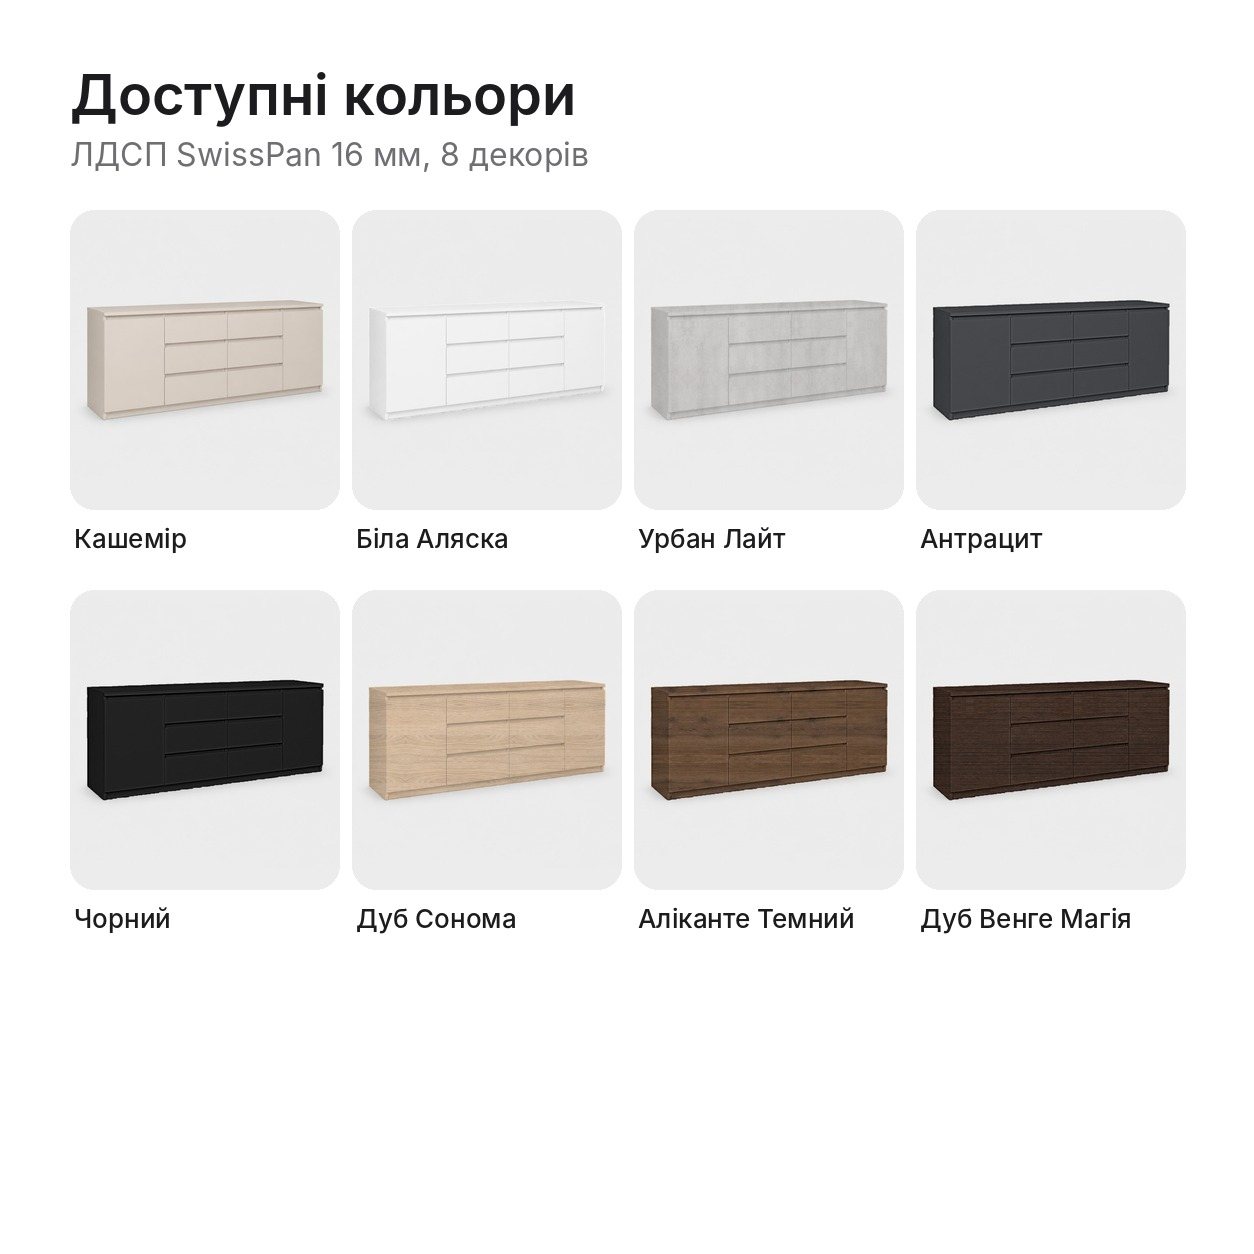 Доступні кольори
ЛДСП SwissPan 16 мм, 8 декорів
Кашемір
Біла Аляска
Урбан Лайт
Антрацит
Чорний
Дуб Сонома
Аліканте Темний
Дуб Венге Магія